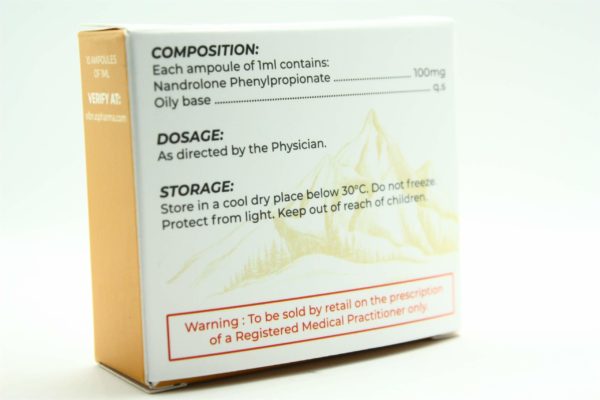 10 AMPOULES
OF 1ML
VERIFY AT:
COMPOSITION:
Each ampoule of 1ml contains:
Nandrolone Phenylpropionate ........................ 100mg
Oily base ................................................................ q.s
DOSAGE:
As directed by the Physician.
STORAGE:
Store in a cool dry place below 30°C. Do not freeze.
Protect from light. Keep out of reach of children.
Warning : To be sold by retail on the prescription
of a Registered Medical Practitioner only.